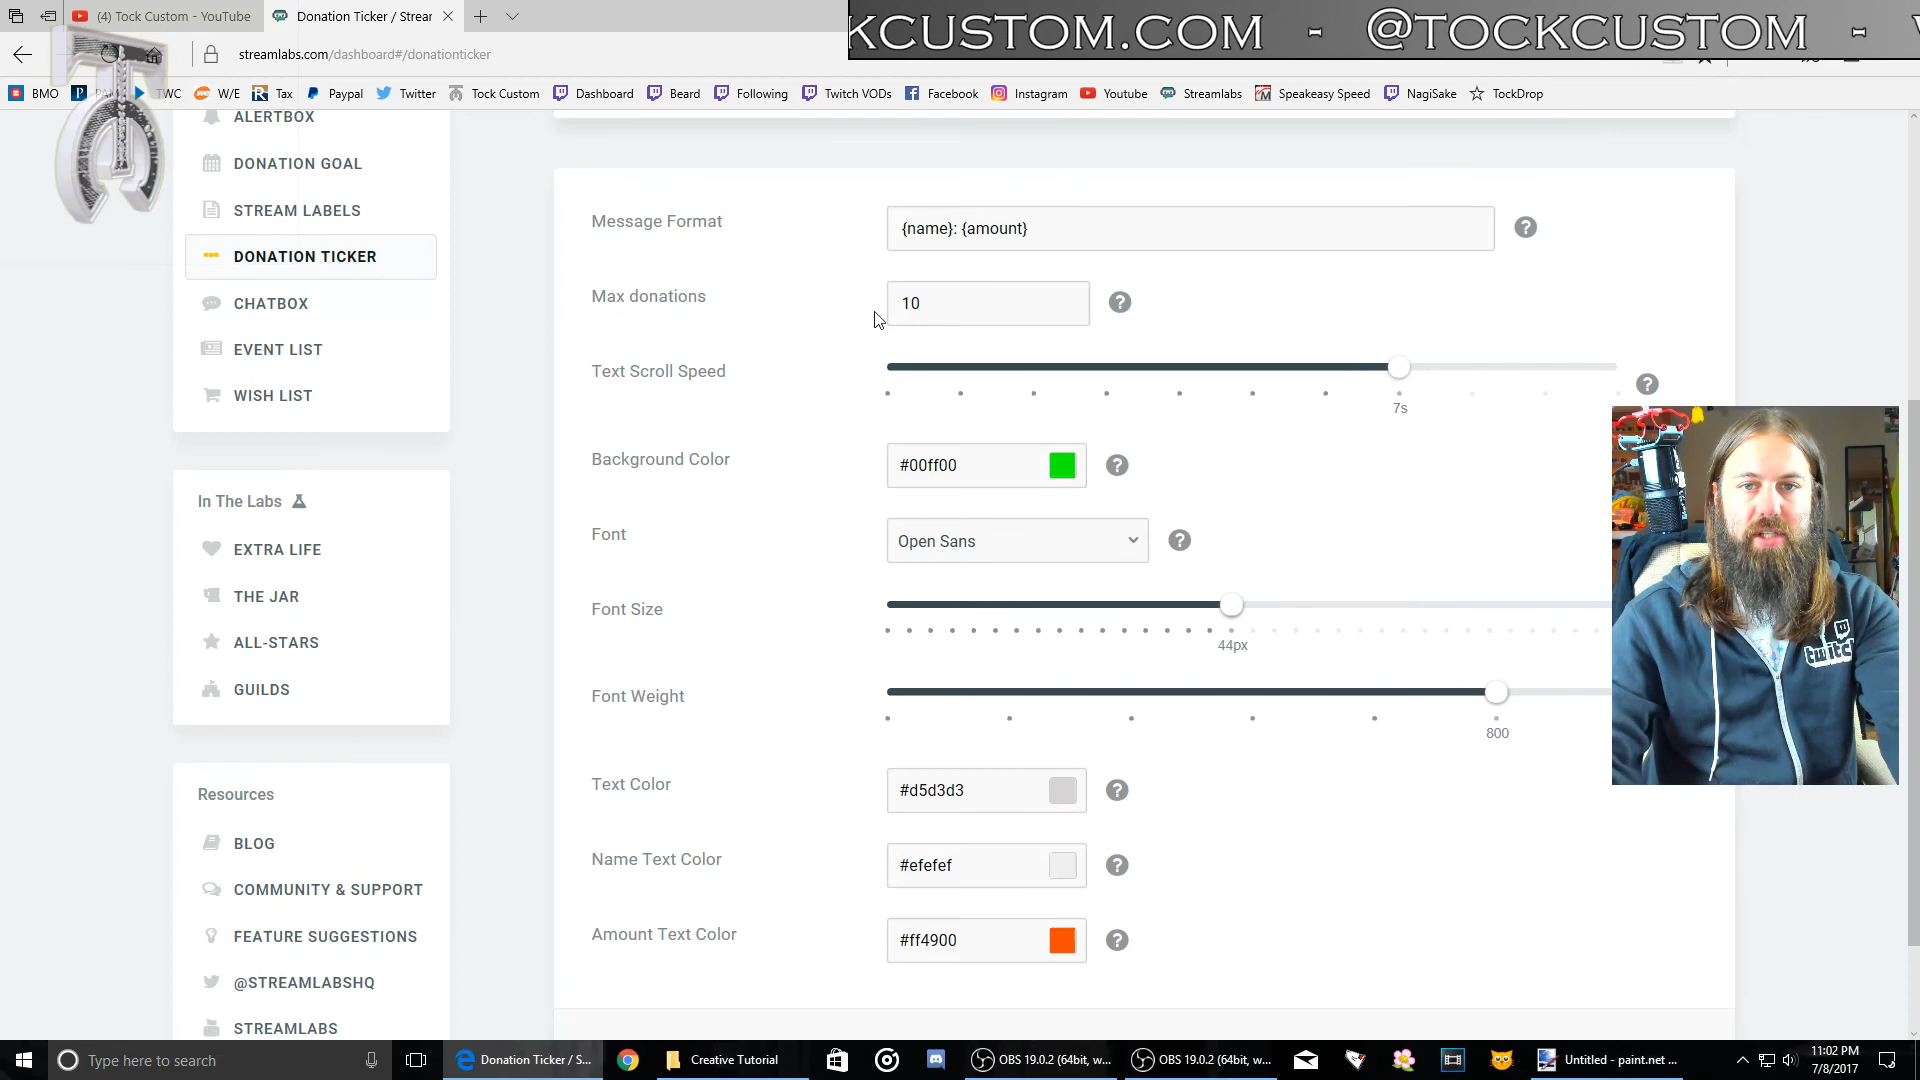 (4) Tock Custom - YouTube
Donation Ticker / Strear
KCUSTOM.COM - @TOCKCUSTOM -
streamlabs.com/dashboard#/donationticker
BMO
TWC
W/E
Tax
Paypal
Twitter
Tock Custom
Dashboard
Beard
Following
Twitch VODs
Facebook
Instagram
Youtube
Streamlabs
Speakeasy Speed
NagiSake
TockDrop
ALERTBOX
DONATION GOAL
STREAM LABELS
DONATION TICKER
CHATBOX
EVENT LIST
WISH LIST
In The Labs
EXTRA LIFE
THE JAR
ALL-STARS
GUILDS
Resources
BLOG
COMMUNITY & SUPPORT
FEATURE SUGGESTIONS
@STREAMLABSHQ
STREAMLABS
Message Format
{name}: {amount}
?
Max donations
10
?
Text Scroll Speed
?
7s
Background Color
#00ff00
?
Font
Open Sans
?
Font Size
44px
Font Weight
800
Text Color
#d5d3d3
?
Name Text Color
#efefef
?
Amount Text Color
#ff4900
?
twitch
Type here to search
Donation Ticker / S...
Creative Tutorial
OBS 19.0.2 (64bit, w...
OBS 19.0.2 (64bit, w...
Untitled - paint.net ...
11:02 PM
7/8/2017